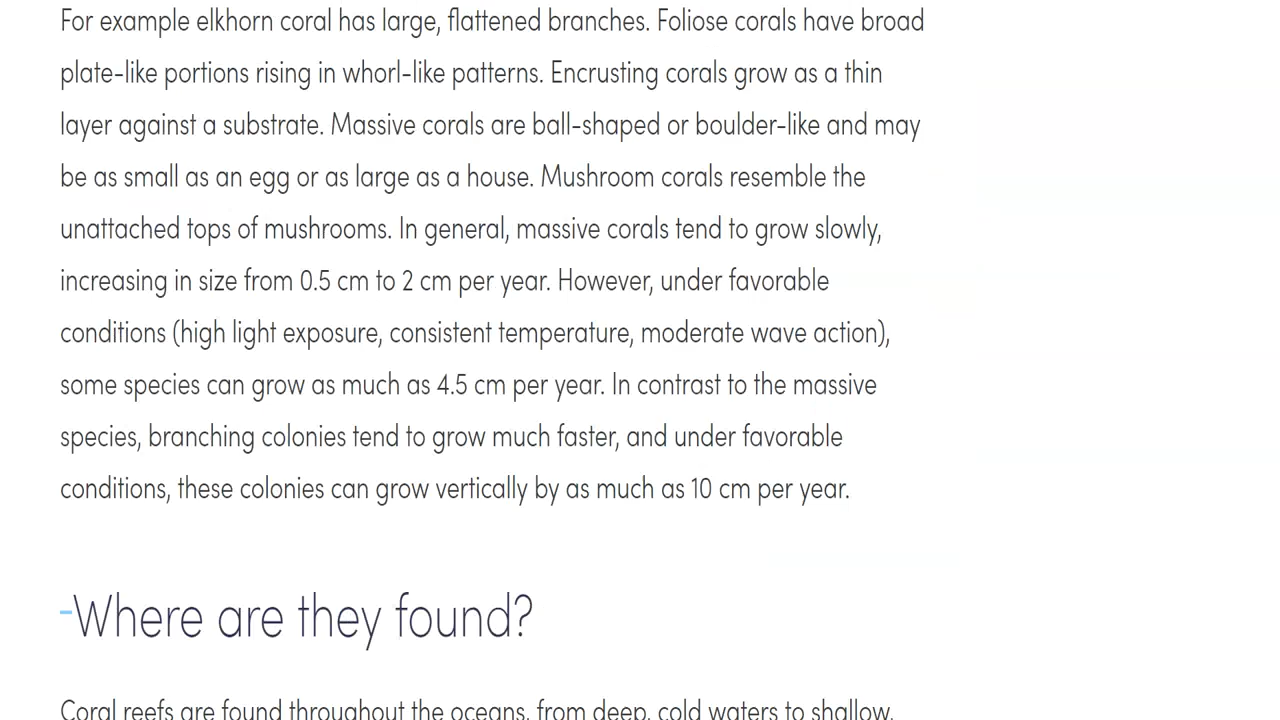 For example elkhorn coral has large, flattened branches. Foliose corals have broad
plate-like portions rising in whorl-like patterns. Encrusting corals grow as a thin
layer against a substrate. Massive corals are ball-shaped or boulder-like and may
be as small as an egg or as large as a house. Mushroom corals resemble the
unattached tops of mushrooms. In general, massive corals tend to grow slowly,
increasing in size from 0.5 cm to 2 cm per year. However, under favorable
conditions (high light exposure, consistent temperature, moderate wave action),
some species can grow as much as 4.5 cm per year. In contrast to the massive
species, branching colonies tend to grow much faster, and under favorable
conditions, these colonies can grow vertically by as much as 10 cm per year.
Where are they found?
Coral reefs are found throughout the oceans, from deep, cold waters to shallow,